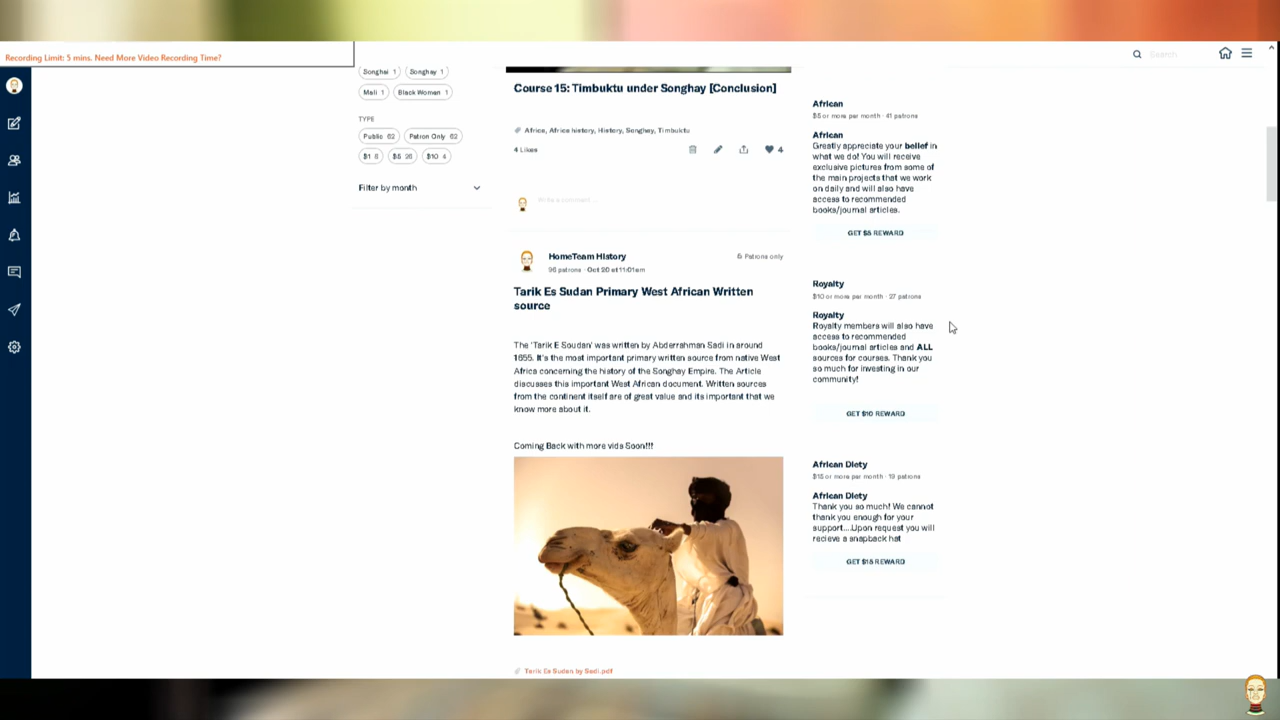 Recording Limit: 5 mins. Need More Video Recording Time?
Search
Songhai 1
Songhay 1
Mali 1
Black Women 1
TYPE
Public 62
Patron Only 62
$1 8
$5 26
$10 4
Filter by month
Course 15: Timbuktu under Songhay [Conclusion]
Africa, Africa history, History, Songhay, Timbuktu
4 Likes
4
Write a comment ...
HomeTeam History
96 patrons · Oct 20 at 11:01am
Patrons only
Tarik Es Sudan Primary West African Written
source
The 'Tarik E Soudan' was written by Abderrahman Sadi in around
1655. It's the most important primary written source from native West
Africa concerning the history of the Songhay Empire. The Article
discusses this important West African document. Written sources
from the continent itself are of great value and its important that we
know more about it.
Coming Back with more vids Soon!!!
Tarik Es Sudan by Sadi.pdf
African
$5 or more per month · 41 patrons
African
Greatly appreciate your belief in
what we do! You will receive
exclusive pictures from some of
the main projects that we work
on daily and will also have
access to recommended
books/journal articles.
GET $5 REWARD
Royalty
$10 or more per month · 27 patrons
Royalty
Royalty members will also have
access to recommended
books/journal articles and ALL
sources for courses. Thank you
so much for investing in our
community!
GET $10 REWARD
African Diety
$15 or more per month · 19 patrons
African Diety
Thank you so much! We cannot
thank you enough for your
support....Upon request you will
recieve a snapback hat
GET $15 REWARD